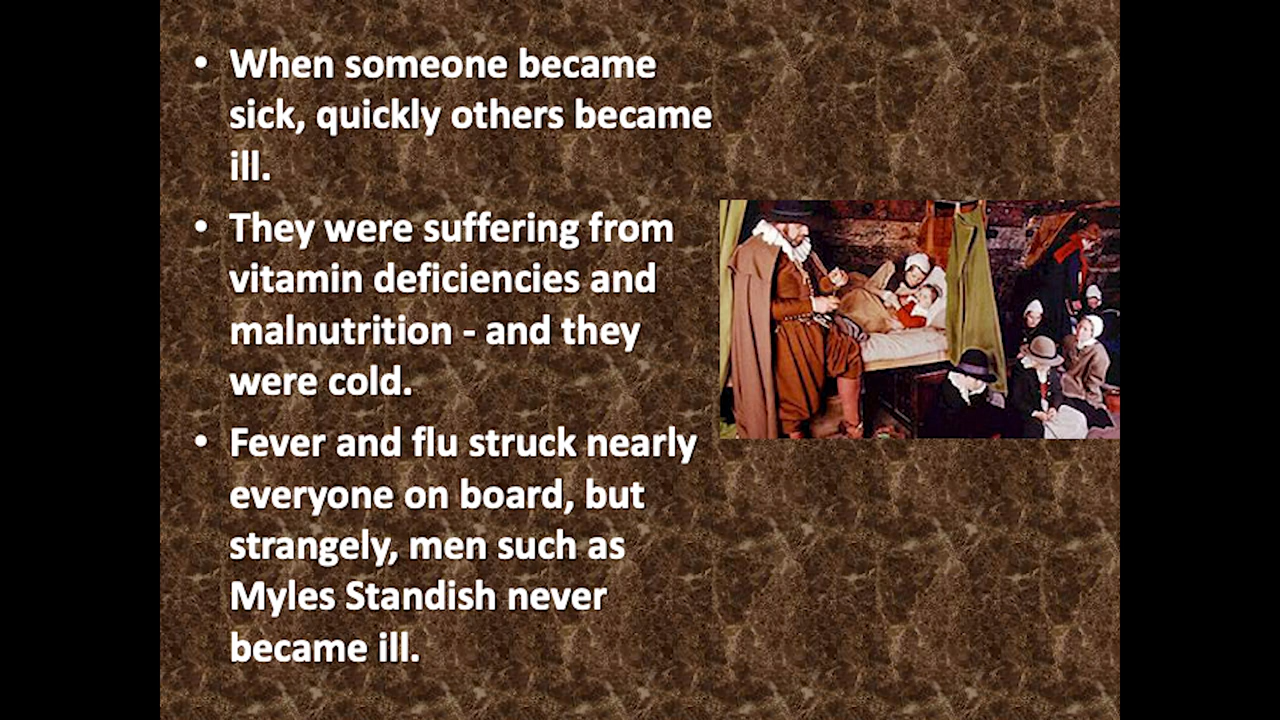 • When someone became
sick, quickly others became
ill.
• They were suffering from
vitamin deficiencies and
malnutrition - and they
were cold.
• Fever and flu struck nearly
everyone on board, but
strangely, men such as
Myles Standish never
became ill.